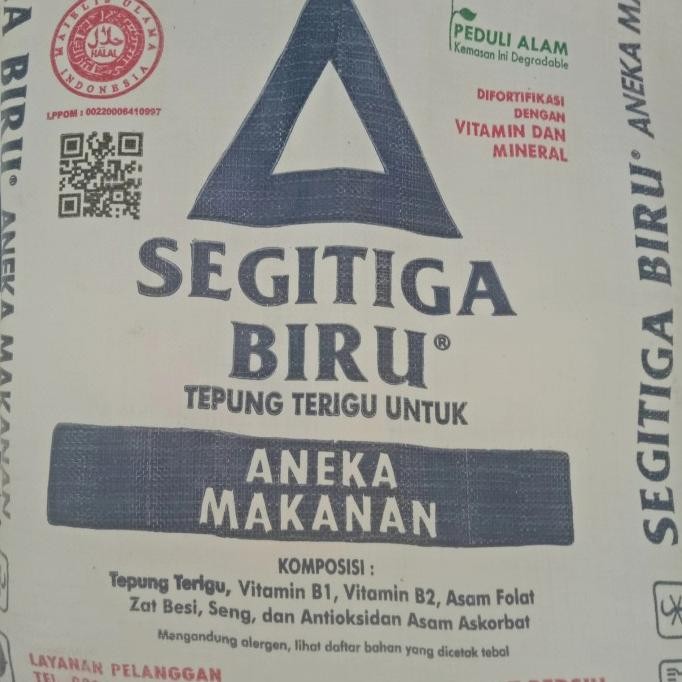 MAJELIS ULAMA
HALAL
INDONESIA
LPPOM : 00220006410997
PEDULI ALAM
Kemasan Ini Degradable
DIFORTIFIKASI
DENGAN
VITAMIN DAN
MINERAL
SEGITIGA
BIRU®
TEPUNG TERIGU UNTUK
ANEKA
MAKANAN
KOMPOSISI :
Tepung Terigu, Vitamin B1, Vitamin B2, Asam Folat
Zat Besi, Seng, dan Antioksidan Asam Askorbat
Mengandung alergen, lihat daftar bahan yang dicetak tebal
LAYANAN PELANGGAN
A BIRU® ANEKA MAKANAN
SEGITIGA BIRU® ANEKA MA